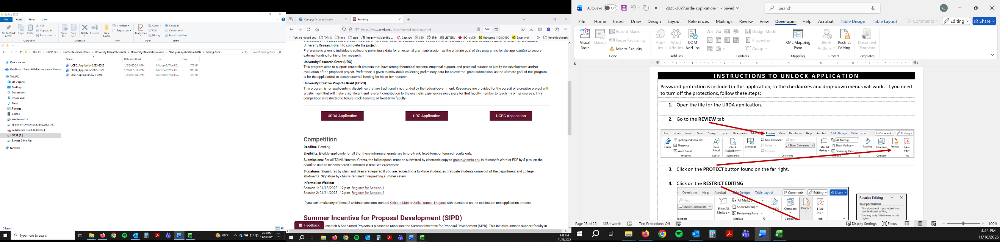 Spring 2025
File Home Share View
Pin to Quick access
Copy
Paste
Cut
Copy path
Paste shortcut
Clipboard
Move to
Copy to
Delete
Rename
Organize
New folder
New item
Easy access
New
Properties
Open
Edit
History
Open
Select all
Select none
Invert selection
Select
This PC > ORSP (R:) > Grants-Research Office > University Research Grants > University Research Council > Next year application drafts > Spring 2025
Search Spring 2025
Name Date modified Type Size
UCPG_Application2025-2026 1/2/2025 3:03 PM Microsoft Word D... 178 KB
URDA_Application2025-2027 1/2/2025 3:03 PM Microsoft Word D... 189 KB
URG_Application2025-2026 1/2/2025 3:03 PM Microsoft Word D... 184 KB
Quick access
OneDrive - Texas A&M International Univer
This PC
3D Objects
Desktop
Documents
Downloads
Music
Pictures
Videos
Windows (C:)
N-drive (\\wvfsmisc.tamiu.edu) (N:)
collaborate (\\oit-fs-01) (O:)
ORSP (R:)
Banner Drive (U:)
Network
3 items
Type here to search
68°F
4:43 PM
11/18/2025
Canopy: Account Search
Funding
https://www.tamiu.edu/orsp/internal-funding.shtml
90%
You are logged out. TAMIU tools stats Integrity in Scientific ... Cascade SSO SPIN LISTSERV IBC risk DB Basecamp IACUC/IBC Basecamp Other Bookmarks
University Research Grant to complete the project.
Preference is given to individuals collecting preliminary data for an external grant submission, as the ultimate goal of this program is for the applicant(s) to secure
external funding for his or her research.
University Research Grant (URG)
This program aims to support research projects that have strong theoretical reasons, empirical support, and practical reasons to justify the development and/or
evaluation of the proposed project. Preference is given to individuals collecting preliminary data for an external grant submission, as the ultimate goal of this program
is for the applicant(s) to secure external funding for his or her research.
University Creative Projects Grant (UCPG)
This program is for applicants in disciplines that are traditionally not funded by the federal government. Resources are provided for the pursuit of a creative project with
artistic merit that will make a significant and relevant contribution to the aesthetic experiences necessary for that faculty member to teach his or her courses. This
competition is restricted to tenure-track, tenured, or fixed-term faculty.
URDA Application
URG Application
UCPG Application
Competition
Deadline: Pending
Eligibility: Eligible applicants for all 3 of these intramural grants are tenure-track, fixed-term, or tenured faculty only.
Submissions: For all TAMIU Internal Grants, the full proposal must be submitted by electronic copy to grants@tamiu.edu in Microsoft Word or PDF by 5 p.m. on the
deadline date to be considered submitted in time. No exceptions!
Signatures: Signatures by chair and dean are required if you are requesting a full-time student, as graduate students come out of the department and college
allotments. Signature by chair is required if requesting summer salary.
Information Webinar
Session 1: 01/13/2025 - 12 p.m. Register for Session 1
Session 2: 01/14/2025 - 12 p.m. Register for Session 2
If you can't make any of these 2 webinar sessions, contact Celeste Kidd or Zoila Franco-Hinojosa with questions on the application and application process.
Summer Incentive for Proposal Development (SIPD)
Feedback
Research & Sponsored Projects is pleased to announce the Summer Incentive for Proposal Development (SIPD). This initiative aims to support faculty in
4:43 PM
11/18/2025
AutoSave Off
2025-2027.urda-application-1 • Saved
Search
KC
File Home Insert Draw Design Layout References Mailings Review View Developer Help Acrobat Table Design Table Layout
Comments Editing Share
Visual Basic
Macros
Record Macro
Pause Recording
Macro Security
Code
Add-ins
Word Add-ins
COM Add-ins
Add-ins
Design Mode
Properties
Group
Controls
XML Mapping Pane
Mapping
Block Authors
Restrict Editing
Protect
Document Template
Templates
INSTRUCTIONS TO UNLOCK APPLICATION
Password protection is included in this application, so the checkboxes and drop-down menus will work. If you need
to turn off the protections, follow these steps:
1. Open the file for the URDA application.
2. Go to the REVIEW tab
File Home Insert Draw Design Layout References Review View Developer Help Acrobat Table Design Table Layout Comments Editing
Editor
Spelling and Grammar
Thesaurus
Word Count
Proofing
Read Aloud
Speech
Check Accessibility
Accessibility
Language
New Comment
Delete
Previous
Next
Show Comments
Comments
Filter All Markup
All Markup
Show Markup
Reviewing Pane
Tracking
Compare
Compare
Protect
Hide Ink
Ink
3. Click on the PROTECT button found on the far right.
4. Click on the RESTRICT EDITING
Developer Help Acrobat Table Design Table Layout Comments Editing Share
Next
Show Comments
Filter All Markup
All Markup
Show Markup
Reviewing Pane
Compare
Protect
Hide Ink
Markup
Restrict Editing
Your permissions
This document is protected from
unintentional editing.
You may only fill in forms in this
region.
Page 23 of 25 6634 words Text Predictions: Off
Display Settings Focus 100%
4:43 PM
11/18/2025